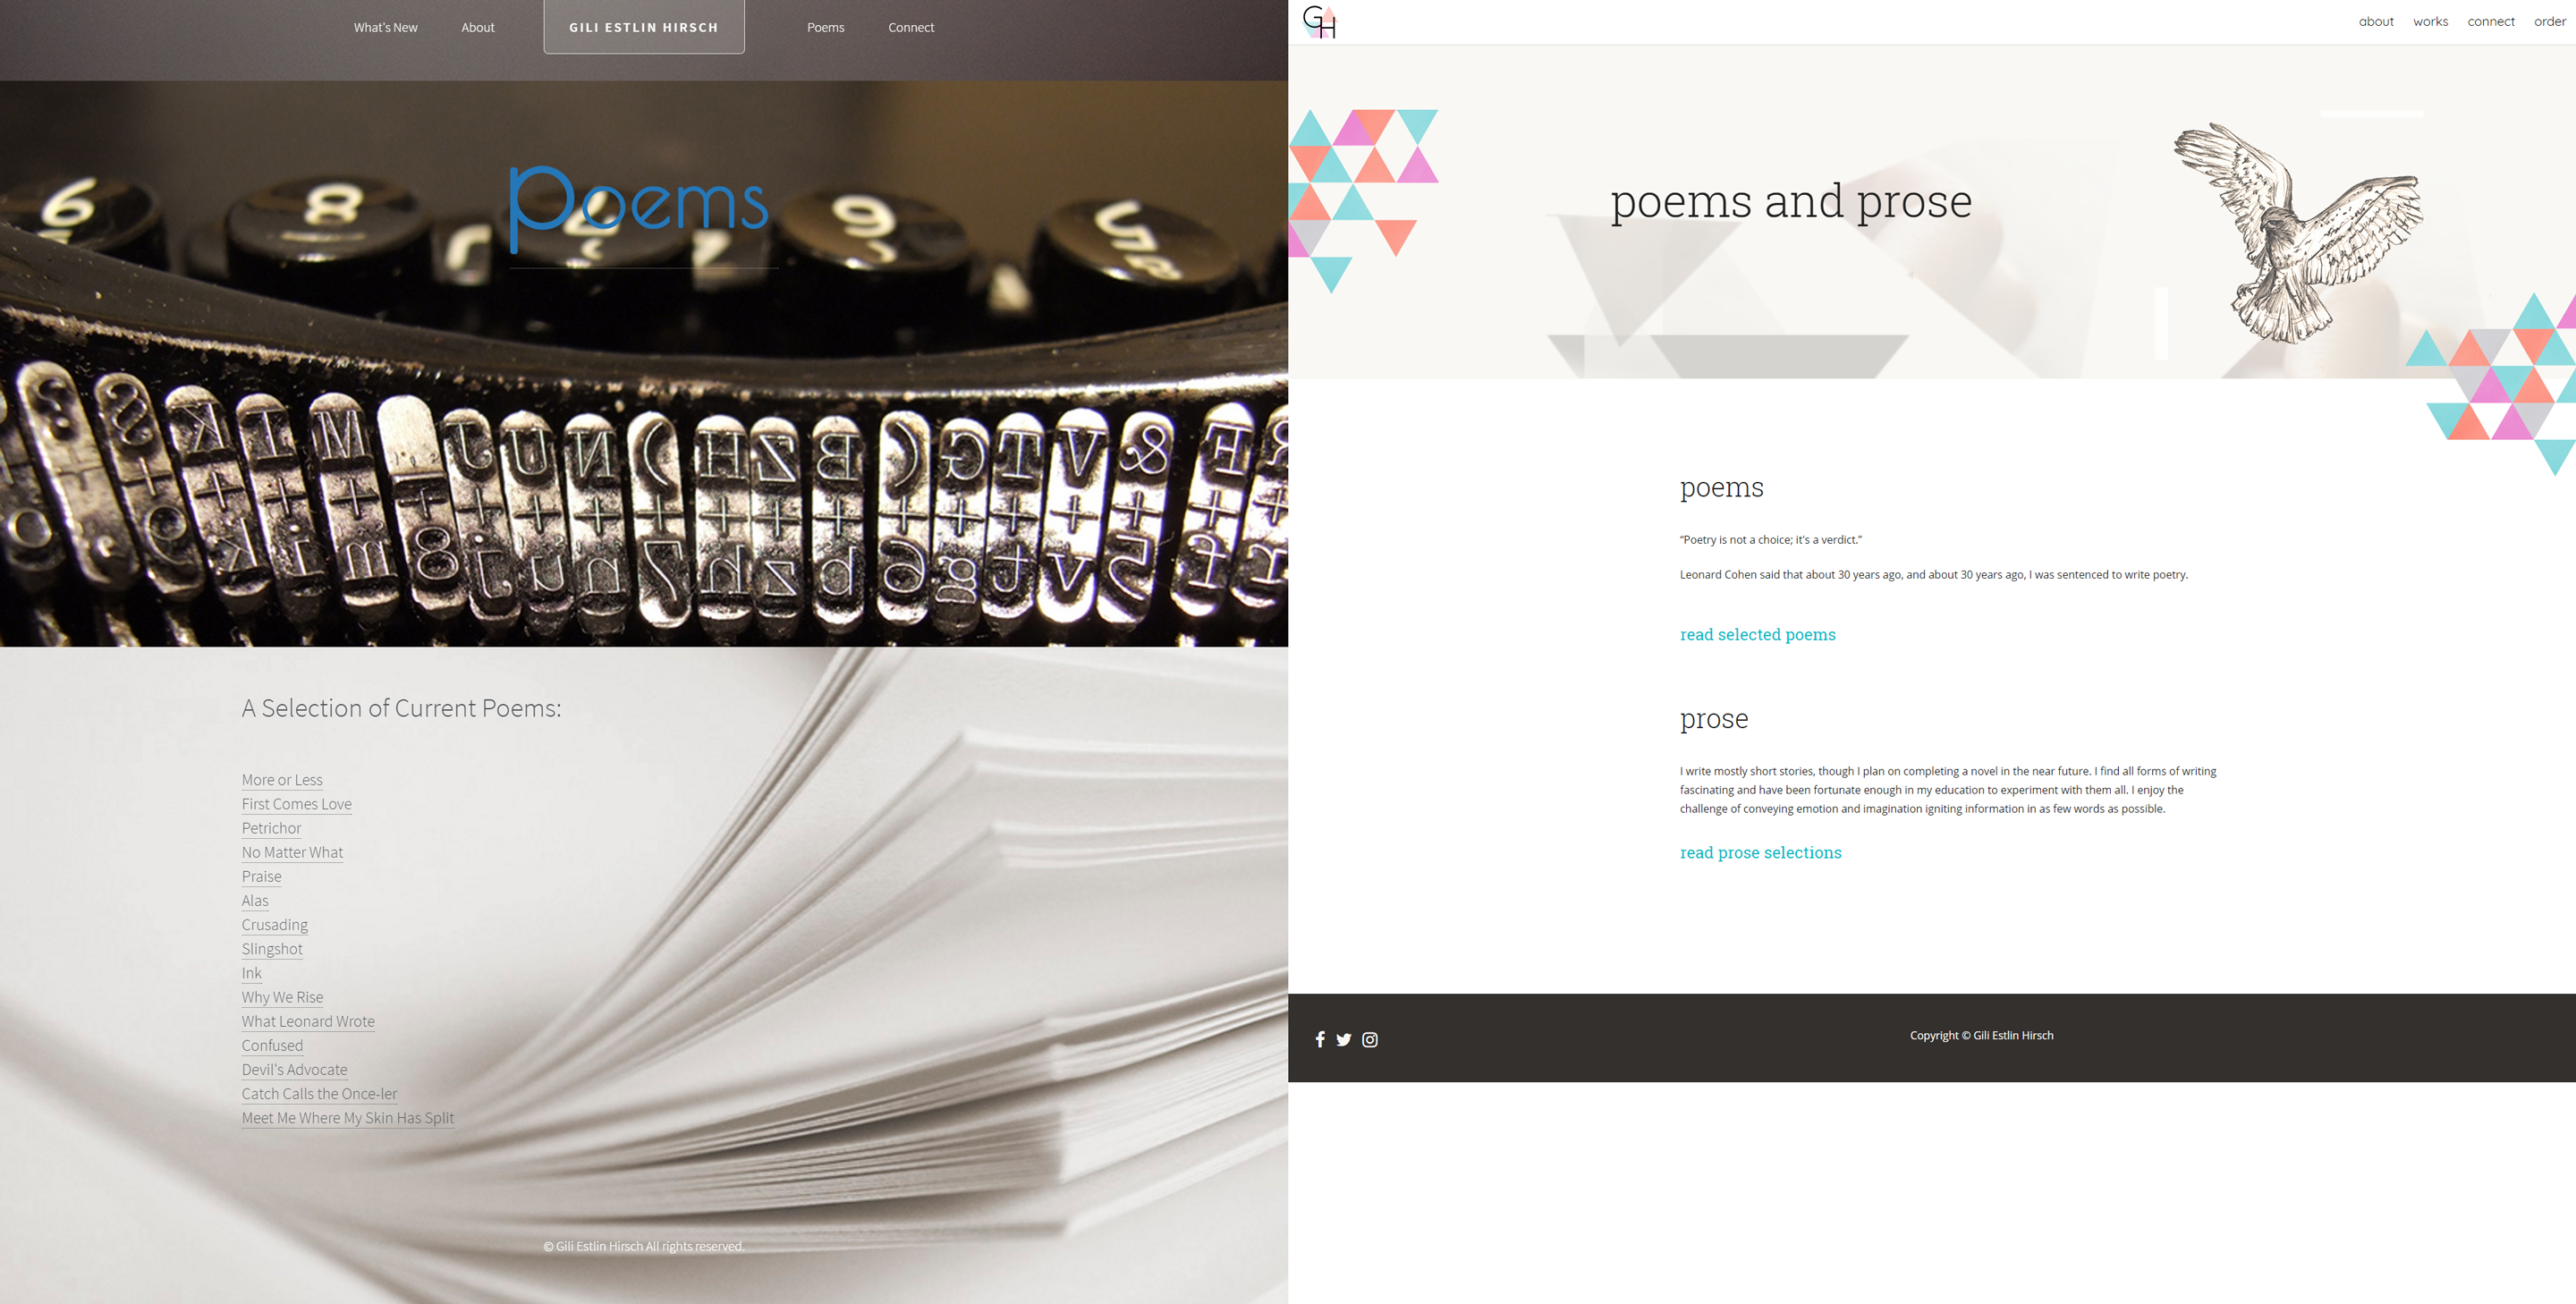 What's New
About
GILI ESTLIN HIRSCH
Poems
Connect
6
8
9
Poems
K I M
J U N ) H Z B ( G T V & H
k i m 8 j u n 7 h z b 6 g t v 5 f r
A Selection of Current Poems:
More or Less
First Comes Love
Petrichor
No Matter What
Praise
Alas
Crusading
Slingshot
Ink
Why We Rise
What Leonard Wrote
Confused
Devil's Advocate
Catch Calls the Once-ler
Meet Me Where My Skin Has Split
© Gili Estlin Hirsch All rights reserved.
GH
about
works
connect
order
poems and prose
poems
“Poetry is not a choice; it's a verdict.”
Leonard Cohen said that about 30 years ago, and about 30 years ago, I was sentenced to write poetry.
read selected poems
prose
I write mostly short stories, though I plan on completing a novel in the near future. I find all forms of writing
fascinating and have been fortunate enough in my education to experiment with them all. I enjoy the
challenge of conveying emotion and imagination igniting information in as few words as possible.
read prose selections
Copyright © Gili Estlin Hirsch